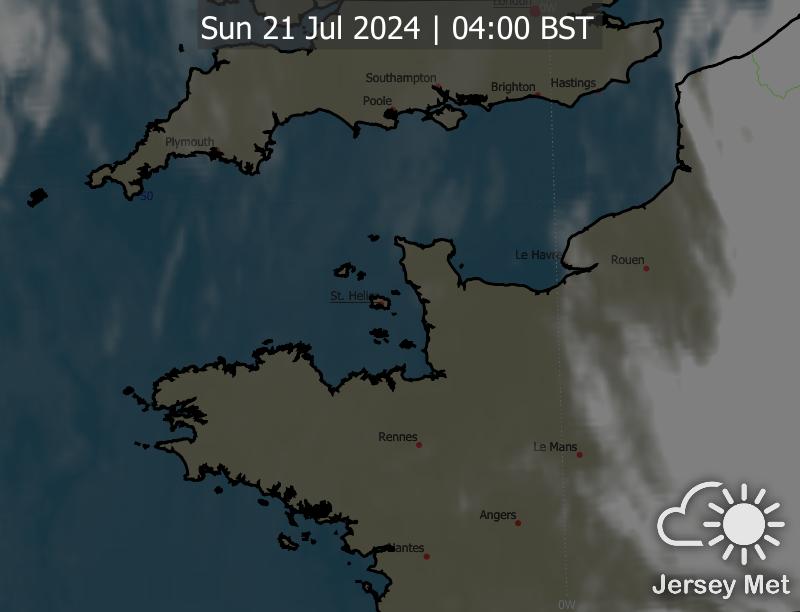 London
0W
Sun 21 Jul 2024 | 04:00 BST
Southampton
Brighton
Hastings
Poole
Plymouth
50
Le Havre
Rouen
St. Helier
Rennes
Le Mans
Angers
Nantes
0W
Jersey Met